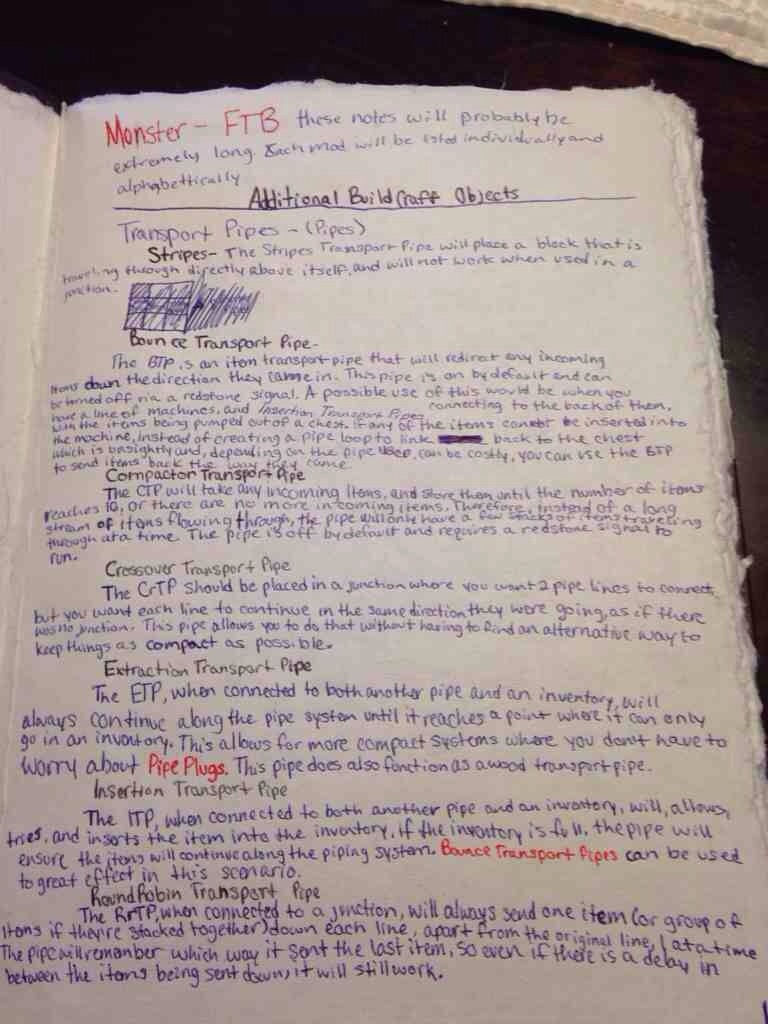 Monster - FTB these notes will probably be
extremely long. Each mod will be listed individually and
alphabettically
Additional BuildCraft Objects
Transport Pipes - (Pipes)
Stripes - The Stripes Transport Pipe will place a block that is
traveling through directly above itself, and will not work when used in a
junction.
Bounce Transport Pipe -
The BTP is an item transport pipe that will redirect any incoming
items down the direction they came in. This pipe is on by default and can
be turned off via a redstone signal. A possible use of this would be when you
have a line of machines, and Insertion Transport Pipes connecting to the back of them,
with the items being pumped out of a chest. If any of the items cannot be inserted into
the machine, instead of creating a pipe loop to link back to the chest
which is unsightly and, depending on the pipe used, can be costly, you can use the BTP
to send items back the way they came.
Compactor Transport Pipe
The CTP will take any incoming items, and store them until the number of items
reaches 10, or there are no more incoming items. Therefore, instead of a long
stream of items flowing through, the pipe will only have a few stacks of items traveling
through at a time. The pipe is off by default and requires a redstone signal to
run.
Crossover Transport Pipe
The CrTP should be placed in a junction where you want 2 pipe lines to connect,
but you want each line to continue in the same direction they were going, as if there
was no junction. This pipe allows you to do that without having to find an alternative way to
keep things as compact as possible.
Extraction Transport Pipe
The ETP, when connected to both another pipe and an inventory, will
always continue along the pipe system until it reaches a point where it can only
go in an inventory. This allows for more compact systems where you don't have to
worry about Pipe Plugs. This pipe does also fonction as a wood transport pipe.
Insertion Transport Pipe
The ITP, when connected to both another pipe and an inventory, will, allows,
tries, and inserts the item into the inventory, if the inventory is full, the pipe will
ensure the items will continue along the piping system. Bounce Transport Pipes can be used
to great effect in this scenario.
RoundRobin Transport Pipe
The RrTP, when connected to a junction, will always send one item (or group of
items if they're stacked together) down each line, apart from the original line, 1 at a time
The pipe will remember which way it sent the last item, so even if there is a delay in
between the items being sent down, it will still work.